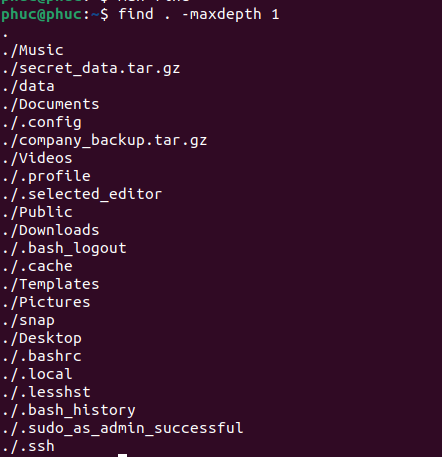 phuc@phuc:~$ find . -maxdepth 1
.
./Music
./secret_data.tar.gz
./data
./Documents
./.config
./company_backup.tar.gz
./Videos
./.profile
./.selected_editor
./Public
./Downloads
./.bash_logout
./.cache
./Templates
./Pictures
./snap
./Desktop
./.bashrc
./.local
./.lesshst
./.bash_history
./.sudo_as_admin_successful
./.ssh